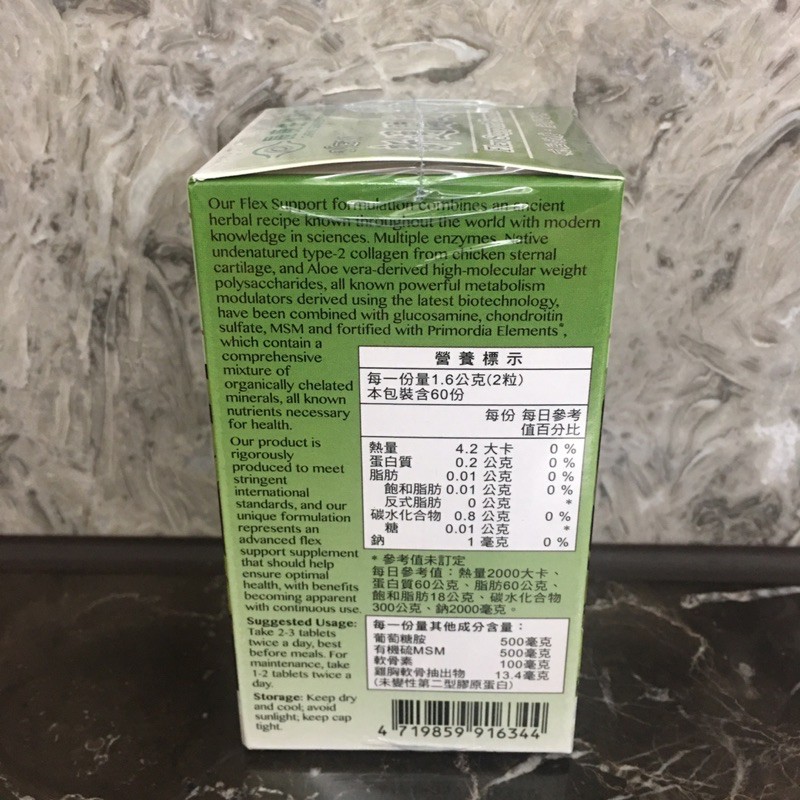 Flex Supp
Our Flex Support formulation combines an ancient
herbal recipe known throughout the world with modern
knowledge in sciences. Multiple enzymes, Native
undenatured type-2 collagen from chicken sternal
cartilage, and Aloe vera-derived high-molecular weight
polysaccharides, all known powerful metabolism
modulators derived using the latest biotechnology,
have been combined with glucosamine, chondroitin
sulfate, MSM and fortified with Primordia Elements®,
which contain a
comprehensive
mixture of
organically chelated
minerals, all known
nutrients necessary
for health.
Our product is
rigorously
produced to meet
stringent
international
standards, and our
unique formulation
represents an
advanced flex
support supplement
that should help
ensure optimal
health, with benefits
becoming apparent
with continuous use.
Suggested Usage:
Take 2-3 tablets
twice a day, best
before meals. For
maintenance, take
1-2 tablets twice a
day.
Storage: Keep dry
and cool; avoid
sunlight; keep cap
tight.
營養標示
每一份量1.6公克(2粒)
本包裝含60份
每份 每日參考
值百分比
熱量 4.2 大卡 0 %
蛋白質 0.2 公克 0 %
脂肪 0.01 公克 0 %
飽和脂肪 0.01 公克 0 %
反式脂肪 0 公克 *
碳水化合物 0.8 公克 0 %
糖 0.01 公克 *
鈉 1 毫克 0 %
* 參考值未訂定
每日參考值：熱量2000大卡、
蛋白質60公克、脂肪60公克、
飽和脂肪18公克、碳水化合物
300公克、鈉2000毫克。
每一份量其他成分含量：
葡萄糖胺 500毫克
有機硫MSM 500毫克
軟骨素 100毫克
雞胸軟骨抽出物 13.4毫克
(未變性第二型膠原蛋白)
4 719859 916344